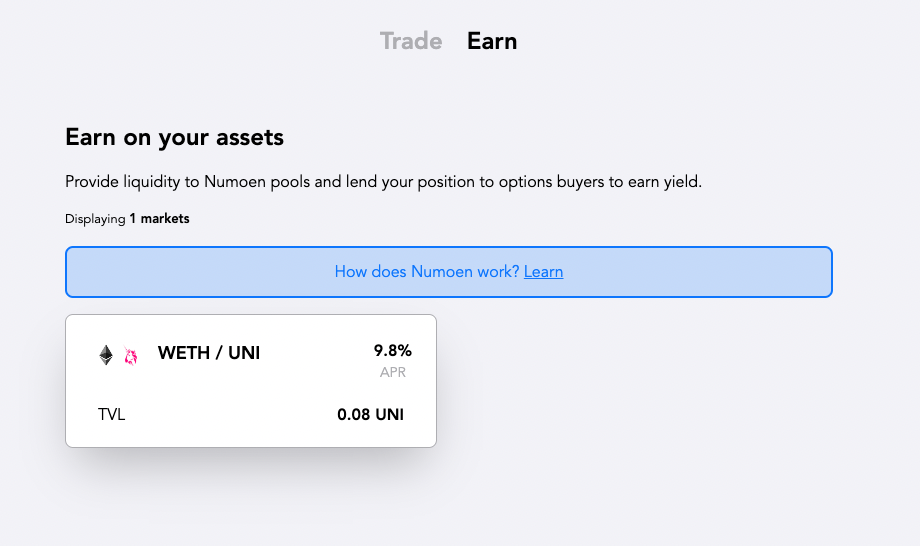 Trade Earn
Earn on your assets
Provide liquidity to Numoen pools and lend your position to options buyers to earn yield.
Displaying 1 markets
How does Numoen work? Learn
WETH / UNI 9.8%
APR
TVL 0.08 UNI